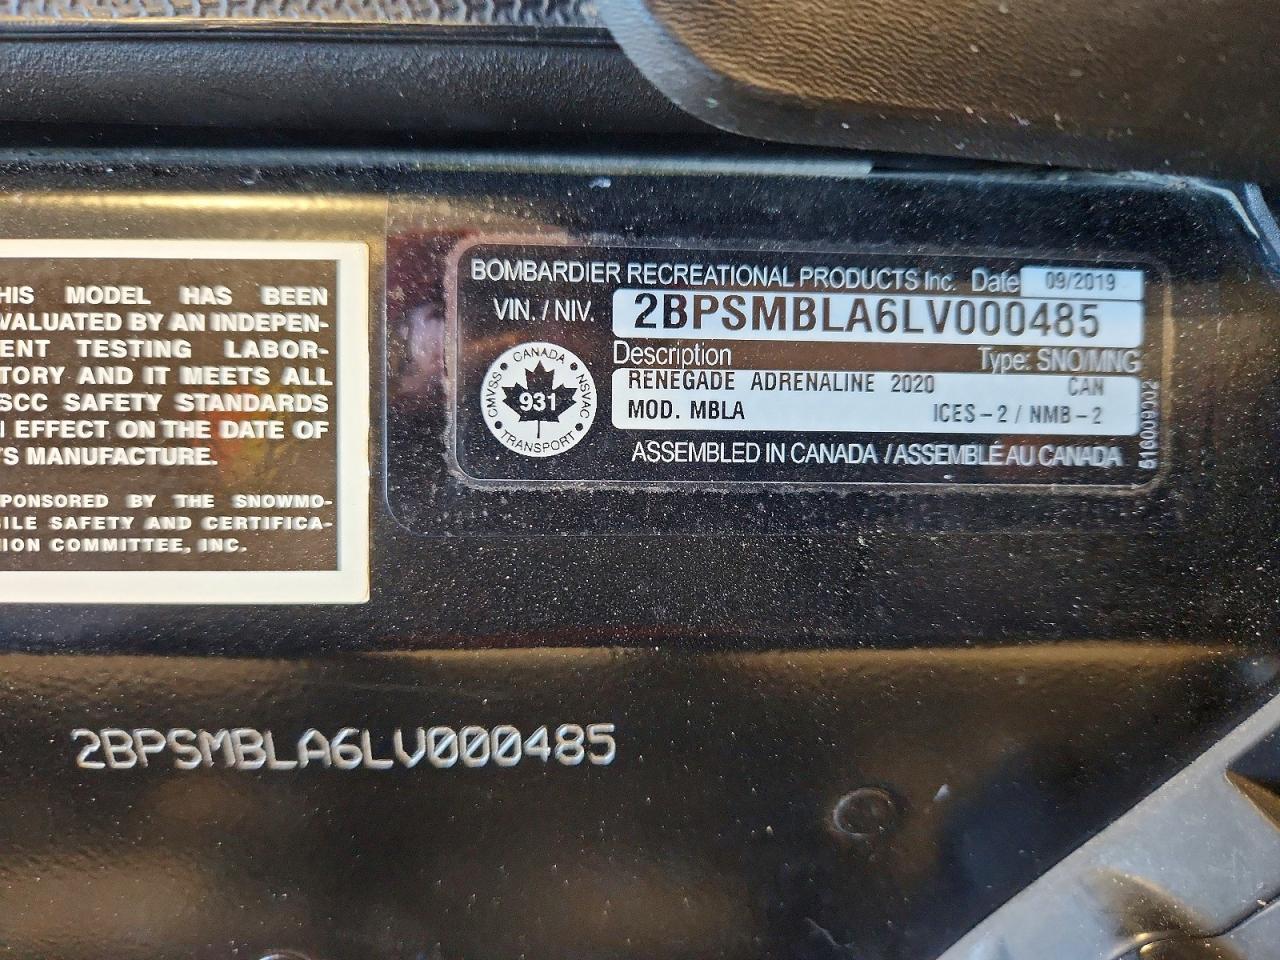 HIS MODEL HAS BEEN
VALUATED BY AN INDEPEN-
ENT TESTING LABOR-
TORY AND IT MEETS ALL
SCC SAFETY STANDARDS
EFFECT ON THE DATE OF
S MANUFACTURE.
PONSORED BY THE SNOWMO-
ILE SAFETY AND CERTIFICA-
ION COMMITTEE, INC.
BOMBARDIER RECREATIONAL PRODUCTS Inc. Date 09/2019
VIN. / NIV. 2BPSMBLA6LV000485
Description Type: SNO/MNG
RENEGADE ADRENALINE 2020 CAN
MOD. MBLA ICES-2 / NMB-2
ASSEMBLED IN CANADA / ASSEMBLÉ AU CANADA
516009002
CANADA
CMVSS
931
NSVAC
TRANSPORT
2BPSMBLA6LV000485